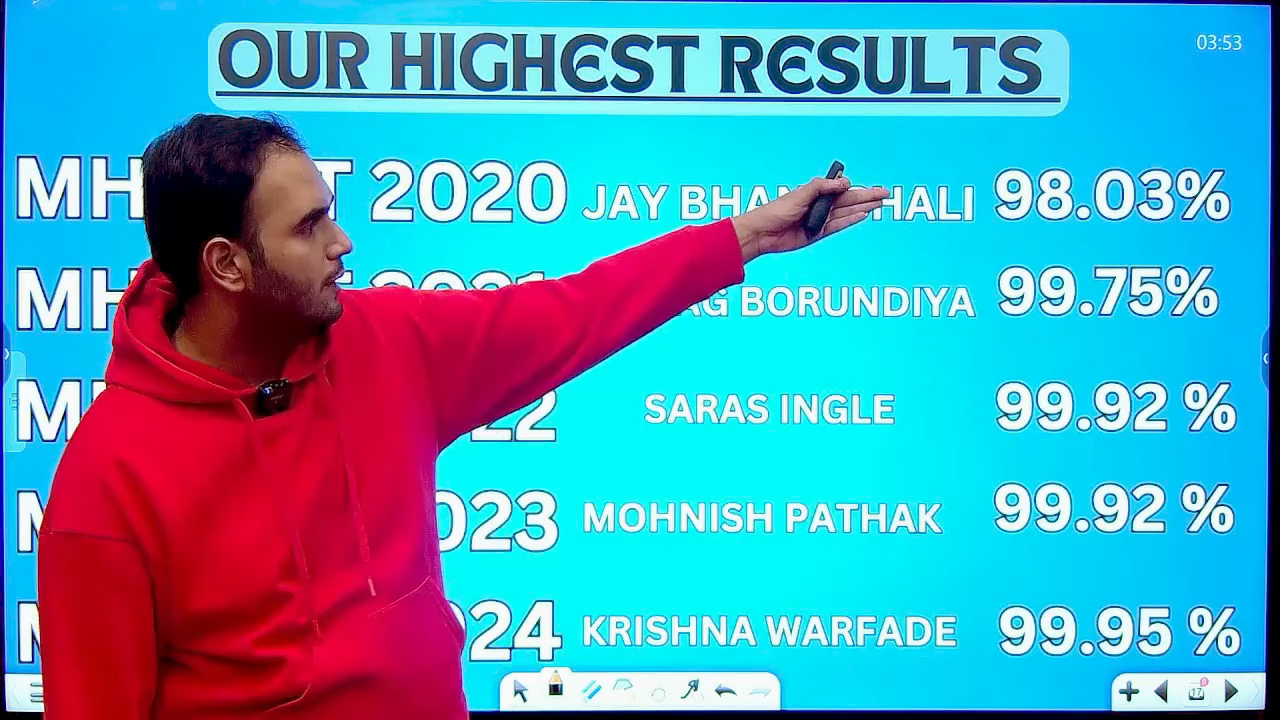 OUR HIGHEST RESULTS
03:53
2020 JAY 98.03%
BORUNDIYA 99.75%
SARAS INGLE 99.92 %
MOHNISH PATHAK 99.92 %
KRISHNA WARFADE 99.95 %
17